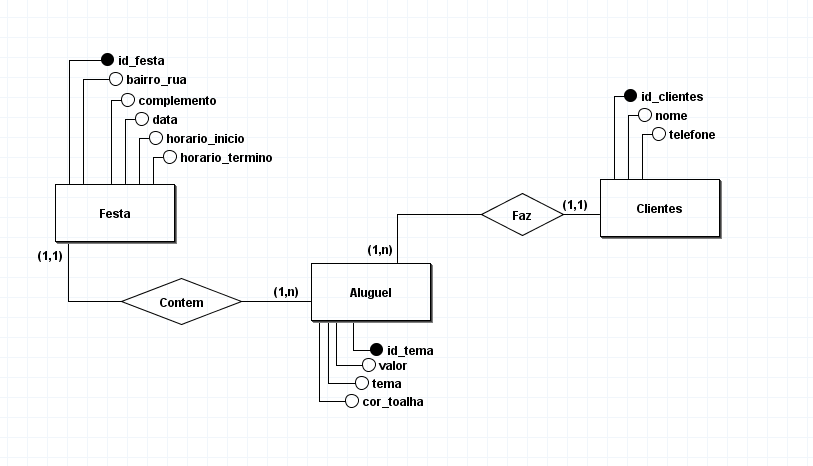 id_festa
bairro_rua
complemento
data
horario_inicio
horario_termino
Festa
(1,1)
id_clientes
nome
telefone
Clientes
(1,1)
Faz
(1,n)
Contem
(1,n)
Aluguel
id_tema
valor
tema
cor_toalha